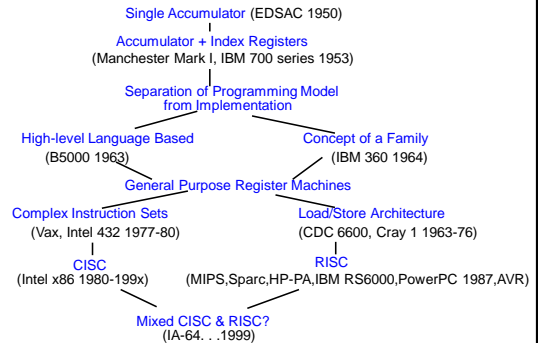 Single Accumulator (EDSAC 1950)
Accumulator + Index Registers
(Manchester Mark I, IBM 700 series 1953)
Separation of Programming Model
from Implementation
High-level Language Based
(B5000 1963)
Concept of a Family
(IBM 360 1964)
General Purpose Register Machines
Complex Instruction Sets
(Vax, Intel 432 1977-80)
Load/Store Architecture
(CDC 6600, Cray 1 1963-76)
CISC
(Intel x86 1980-199x)
RISC
(MIPS,Sparc,HP-PA,IBM RS6000,PowerPC 1987,AVR)
Mixed CISC & RISC?
(IA-64. . .1999)